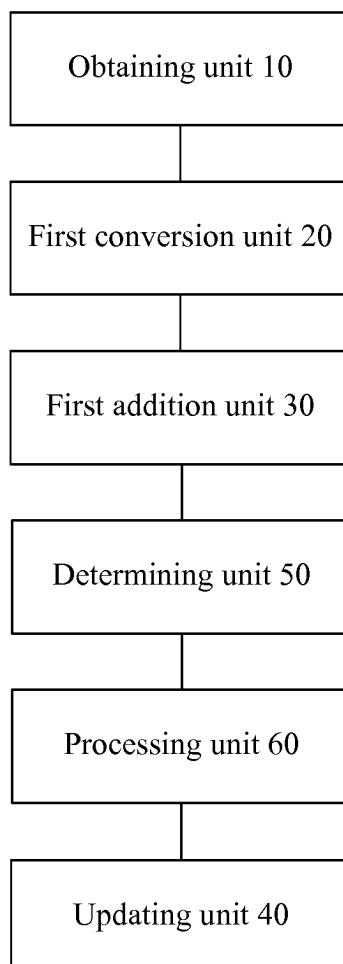 Obtaining unit 10
First conversion unit 20
First addition unit 30
Determining unit 50
Processing unit 60
Updating unit 40